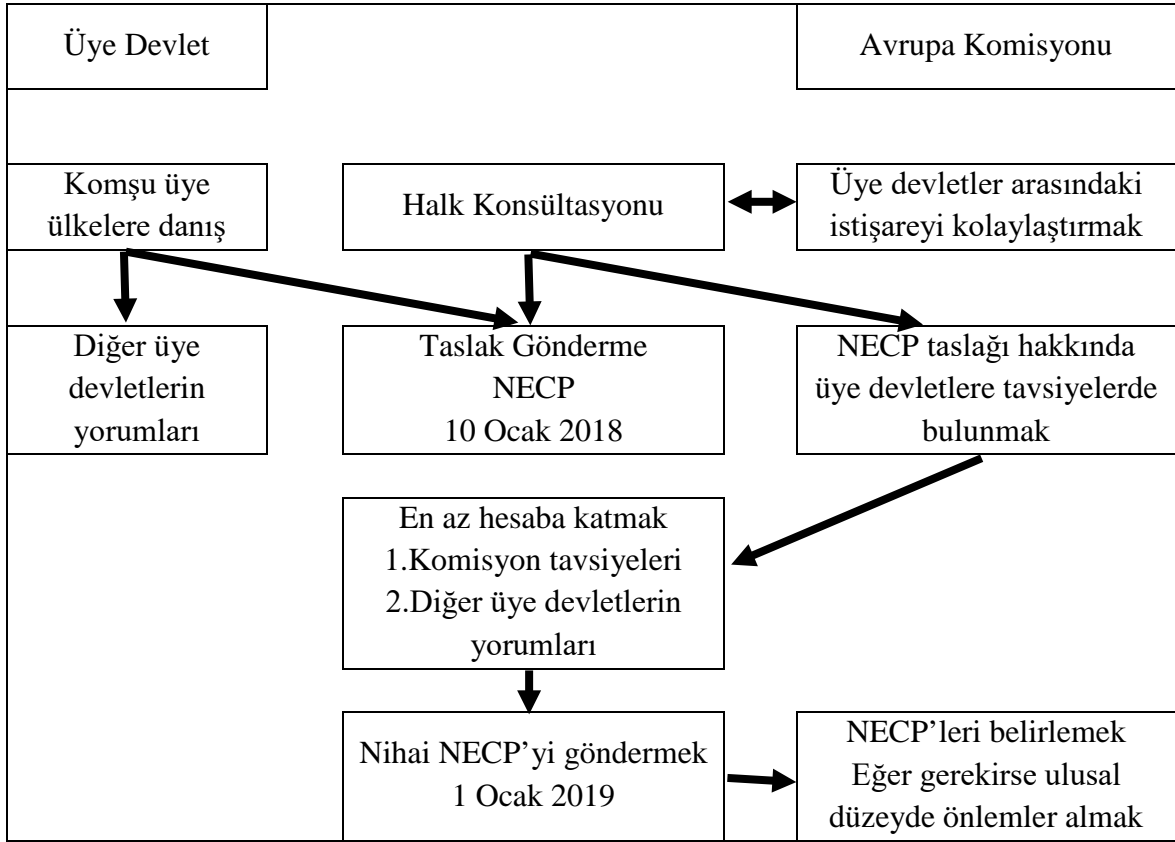 Üye Devlet
Avrupa Komisyonu
Komşu üye
ülkelere danış
Halk Konsültasyonu
Üye devletler arasındaki
istişareyi kolaylaştırmak
Diğer üye
devletlerin
yorumları
Taslak Gönderme
NECP
10 Ocak 2018
NECP taslağı hakkında
üye devletlere tavsiyelerde
bulunmak
En az hesaba katmak
1.Komisyon tavsiyeleri
2.Diğer üye devletlerin
yorumları
Nihai NECP’yi göndermek
1 Ocak 2019
NECP’leri belirlemek
Eğer gerekirse ulusal
düzeyde önlemler almak